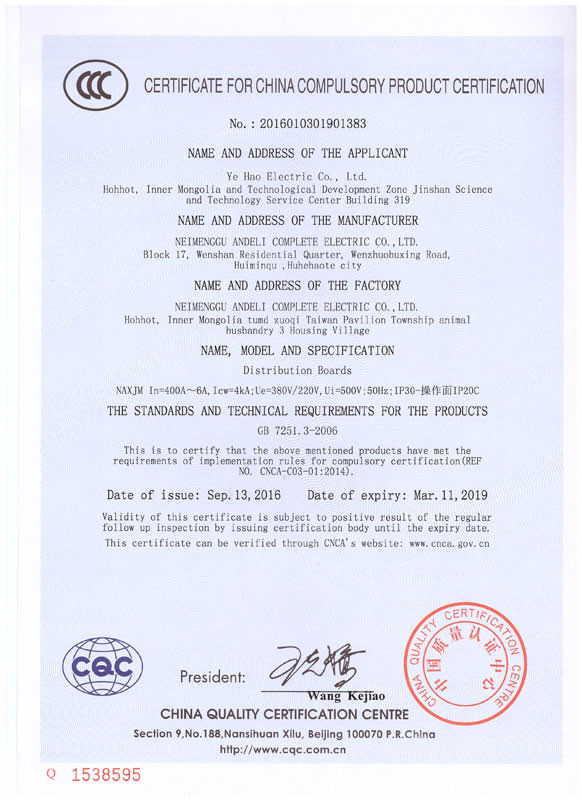 CCC
CERTIFICATE FOR CHINA COMPULSORY PRODUCT CERTIFICATION
No.: 2016010301901383
NAME AND ADDRESS OF THE APPLICANT
Ye Hao Electric Co., Ltd.
Hohhot, Inner Mongolia and Technological Development Zone Jinshan Science
and Technology Service Center Building 319
NAME AND ADDRESS OF THE MANUFACTURER
NEIMENGGU ANDELI COMPLETE ELECTRIC CO.,LTD.
Block 17, Wenshan Residential Quarter, Wenzhuohuxing Road,
Huiminqu ,Huhehaote city
NAME AND ADDRESS OF THE FACTORY
NEIMENGGU ANDELI COMPLETE ELECTRIC CO.,LTD.
Hohhot, Inner Mongolia tumd zuoqi Taiwan Pavilion Township animal
husbandry 3 Housing Village
NAME, MODEL AND SPECIFICATION
Distribution Boards
NAXJM In=400A~6A,Icw=4kA;Ue=380V/220V,Ui=500V;50Hz;IP30-操作面IP20C
THE STANDARDS AND TECHNICAL REQUIREMENTS FOR THE PRODUCTS
GB 7251.3-2006
This is to certify that the above mentioned products have met the
requirements of implementation rules for compulsory certification(REF
NO. CNCA-C03-01:2014).
Date of issue: Sep.13,2016 Date of expiry: Mar.11,2019
Validity of this certificate is subject to positive result of the regular
follow up inspection by issuing certification body until the expiry date.
This certificate can be verified through CNCA's website: www.cnca.gov.cn
CHINA QUALITY CERTIFICATION CENTRE
中国质量认证中心
CQC
President:
Wang Kejiao
CHINA QUALITY CERTIFICATION CENTRE
Section 9,No.188,Nansihuan Xilu, Beijing 100070 P.R.China
http://www.cqc.com.cn
Q 1538595